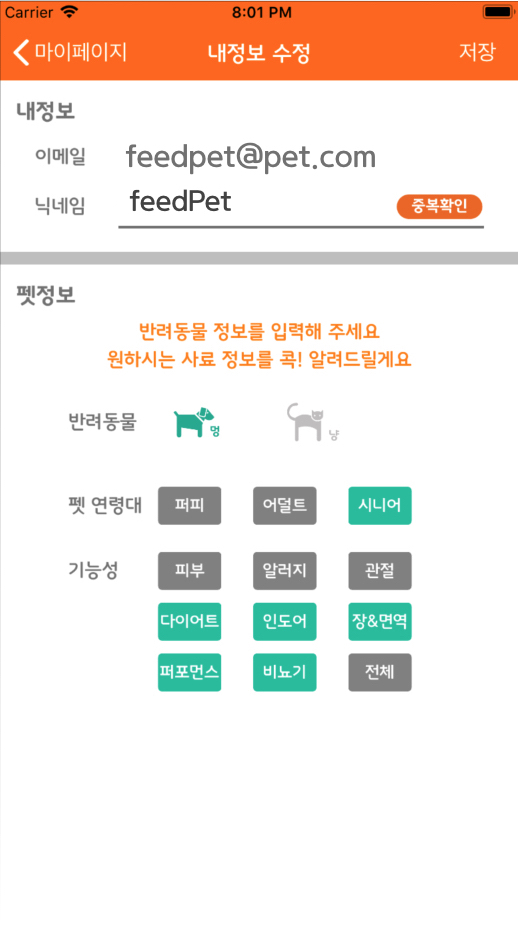 Carrier 8:01 PM
마이페이지 내정보 수정 저장
내정보
이메일 feedpet@pet.com
닉네임 feedPet 중복확인
펫정보
반려동물 정보를 입력해 주세요
원하시는 사료 정보를 콕! 알려드릴게요
반려동물 멍 냥
펫 연령대 퍼피 어덜트 시니어
기능성 피부 알러지 관절
다이어트 인도어 장&면역
퍼포먼스 비뇨기 전체